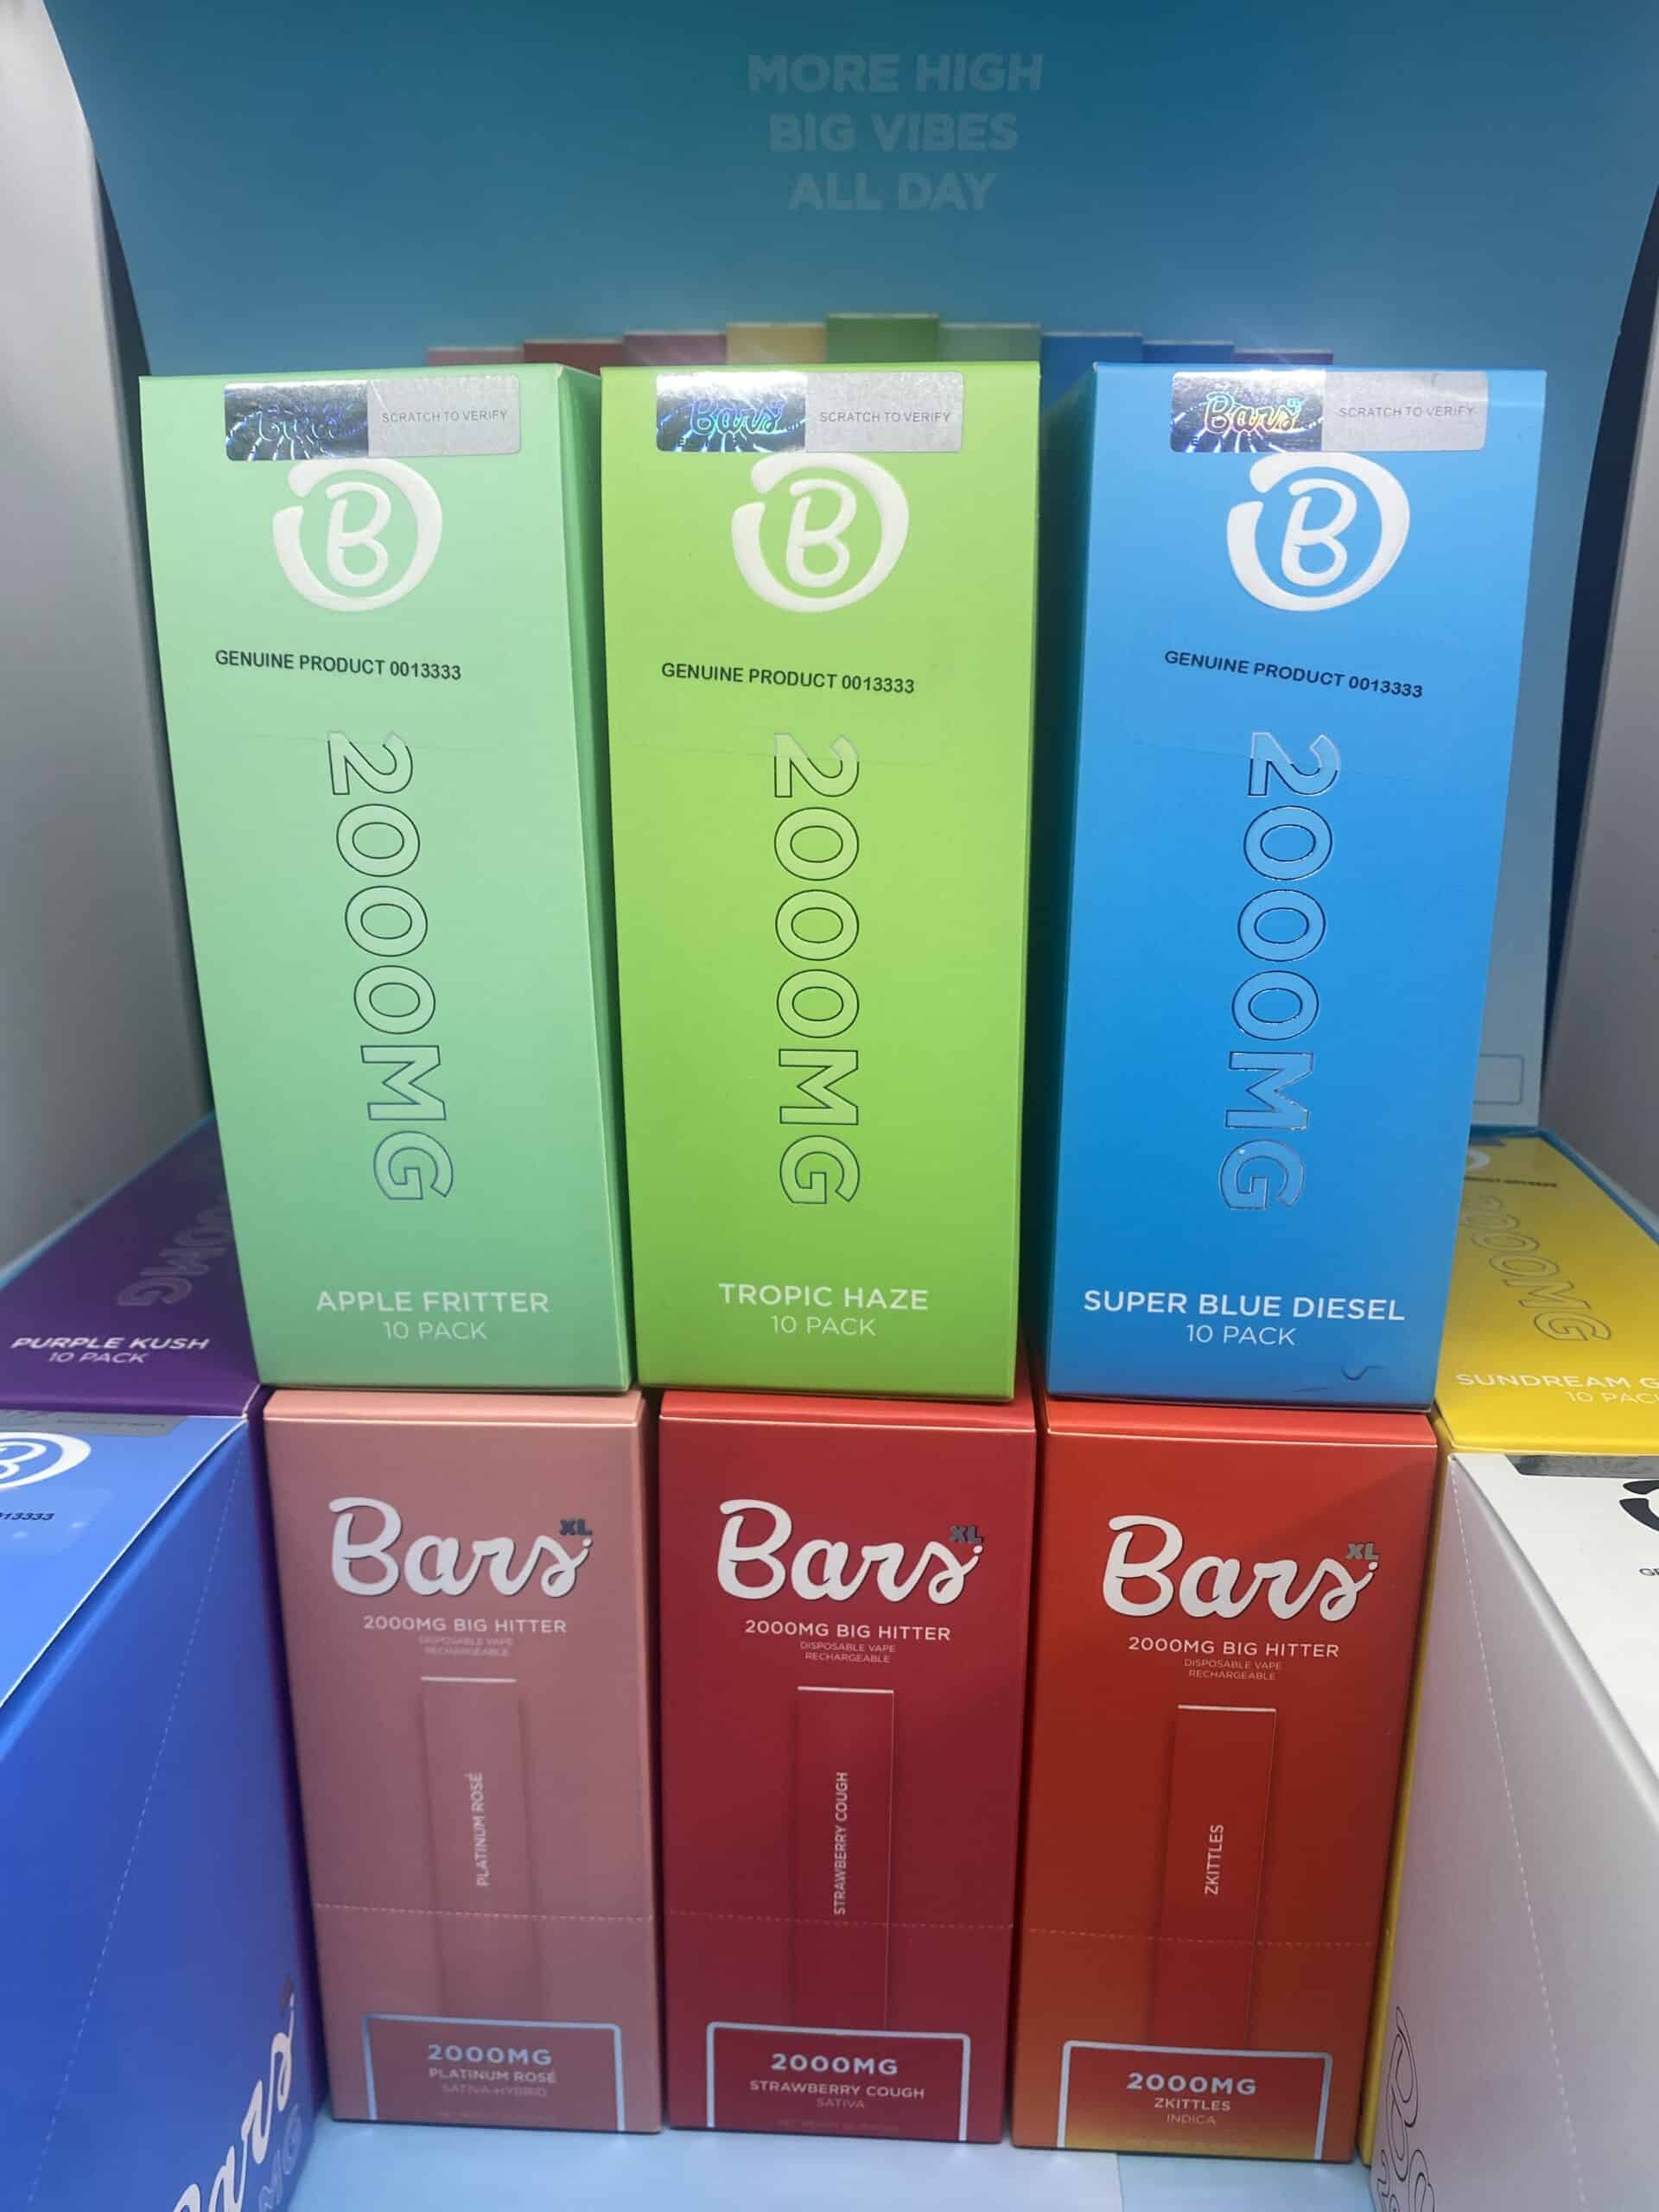 MORE HIGH
BIG VIBES
ALL DAY
SCRATCH TO VERIFY
B
GENUINE PRODUCT 0013333
2000MG
APPLE FRITTER
10 PACK
Bars
SCRATCH TO VERIFY
B
GENUINE PRODUCT 0013333
2000MG
TROPIC HAZE
10 PACK
Bars
SCRATCH TO VERIFY
B
GENUINE PRODUCT 0013333
2000MG
SUPER BLUE DIESEL
10 PACK
PURPLE KUSH
10 PACK
SUNDREAM G
10 PAC
Bars XL
2000MG BIG HITTER
DISPOSABLE VAPE
RECHARGEABLE
PLATINUM ROSÉ
2000MG
PLATINUM ROSÉ
SATIVA-HYBRID
Bars XL
2000MG BIG HITTER
DISPOSABLE VAPE
RECHARGEABLE
STRAWBERRY COUGH
2000MG
STRAWBERRY COUGH
SATIVA
Bars XL
2000MG BIG HITTER
DISPOSABLE VAPE
RECHARGEABLE
ZKITTLES
2000MG
ZKITTLES
INDICA